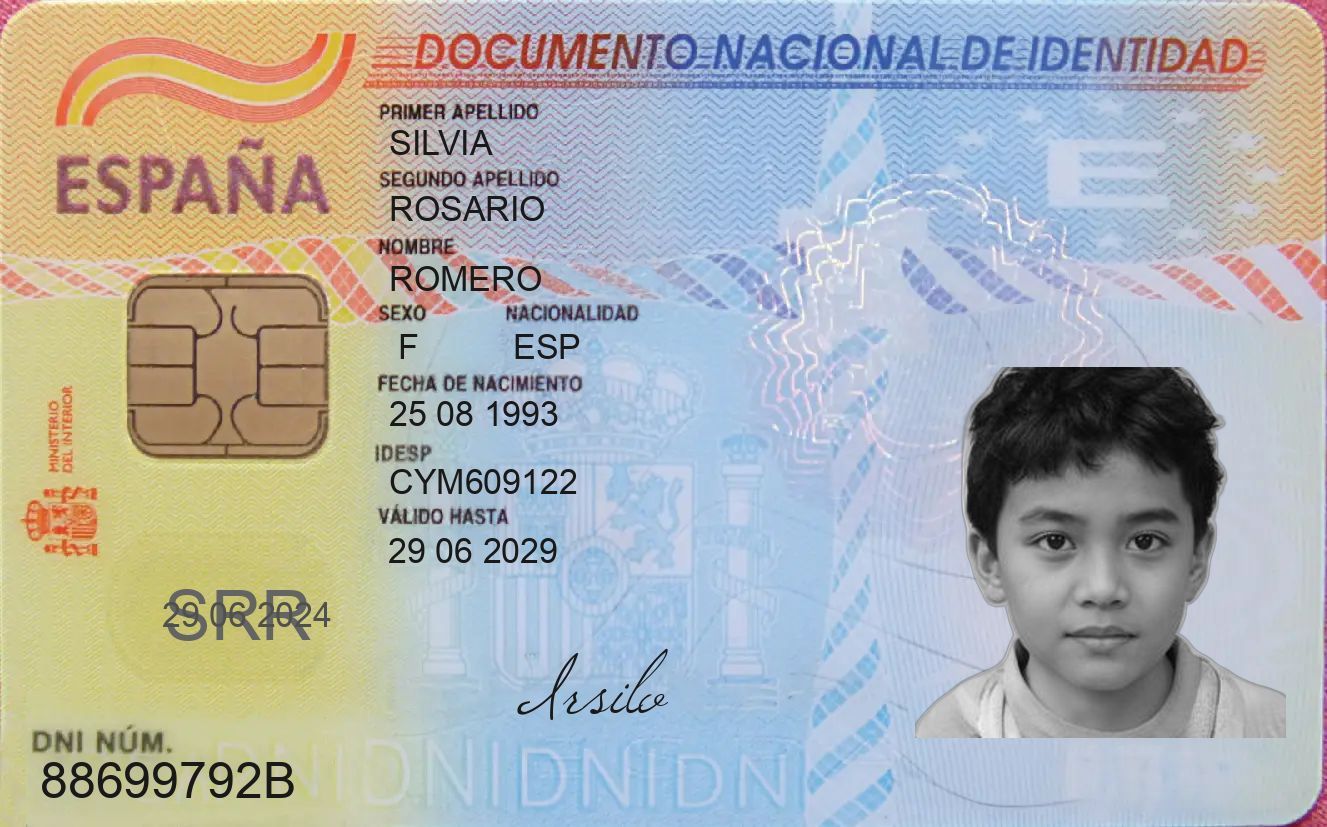 DOCUMENTO NACIONAL DE IDENTIDAD
ESPAÑA
PRIMER APELLIDO
SILVIA
SEGUNDO APELLIDO
ROSARIO
NOMBRE
ROMERO
SEXO NACIONALIDAD
F ESP
FECHA DE NACIMIENTO
25 08 1993
IDESP
CYM609122
VÁLIDO HASTA
29 06 2029
MINISTERIO
DEL INTERIOR
SRR
29 06 2024
DNI NÚM.
88699792B
E
DNIDNIDNIDNI